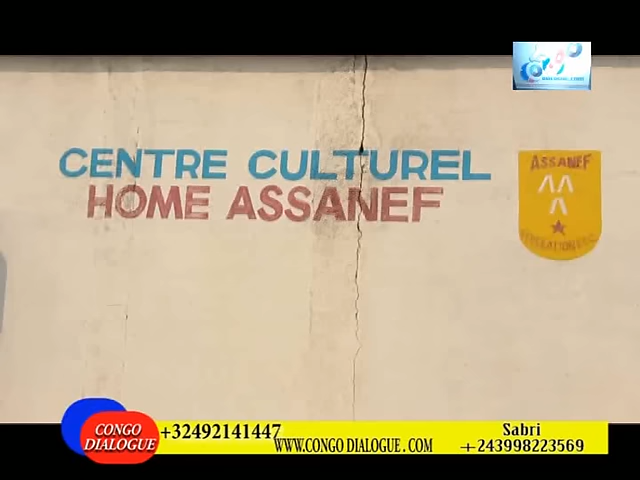 CENTRE CULTUREL
HOME ASSANEF
ASSANEF
CONGO
DIALOGUE
+32492141447
WWW.CONGO DIALOGUE.COM
Sabri
+243998223569